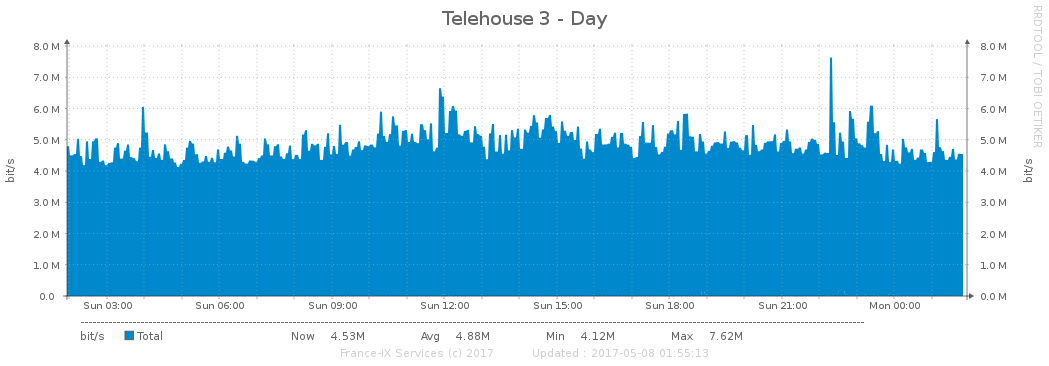 Telehouse 3 - Day
RRDTOOL / TOBI OETIKER
8.0 M 8.0 M
7.0 M 7.0 M
6.0 M 6.0 M
5.0 M 5.0 M
4.0 M 4.0 M
3.0 M 3.0 M
2.0 M 2.0 M
1.0 M 1.0 M
0.0 0.0 M
bit/s bit/s
Sun 03:00 Sun 06:00 Sun 09:00 Sun 12:00 Sun 15:00 Sun 18:00 Sun 21:00 Mon 00:00
bit/s Total Now 4.53M Avg 4.88M Min 4.12M Max 7.62M
France-IX Services (c) 2017 Updated : 2017-05-08 01:55:13